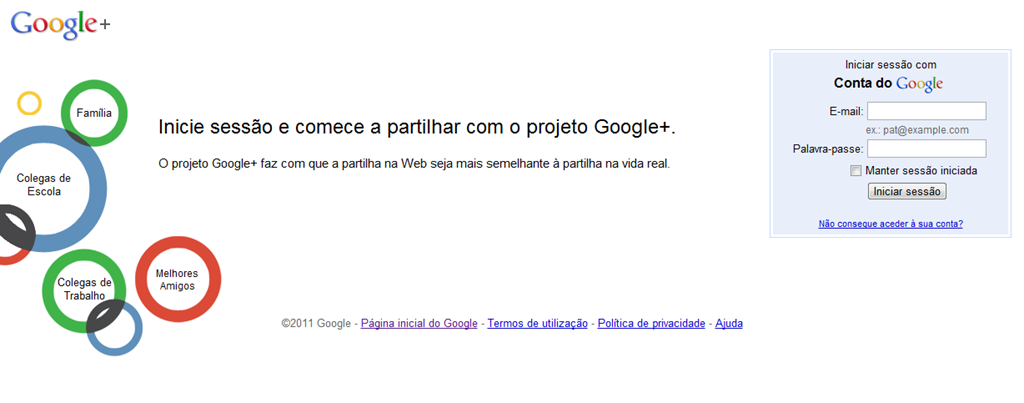 Google+
Família
Colegas de
Escola
Colegas de
Trabalho
Melhores
Amigos
Inicie sessão e comece a partilhar com o projeto Google+.
O projeto Google+ faz com que a partilha na Web seja mais semelhante à partilha na vida real.
Iniciar sessão com
Conta do Google
E-mail:
ex.: pat@example.com
Palavra-passe:
Manter sessão iniciada
Iniciar sessão
Não consegue aceder à sua conta?
©2011 Google - Página inicial do Google - Termos de utilização - Política de privacidade - Ajuda